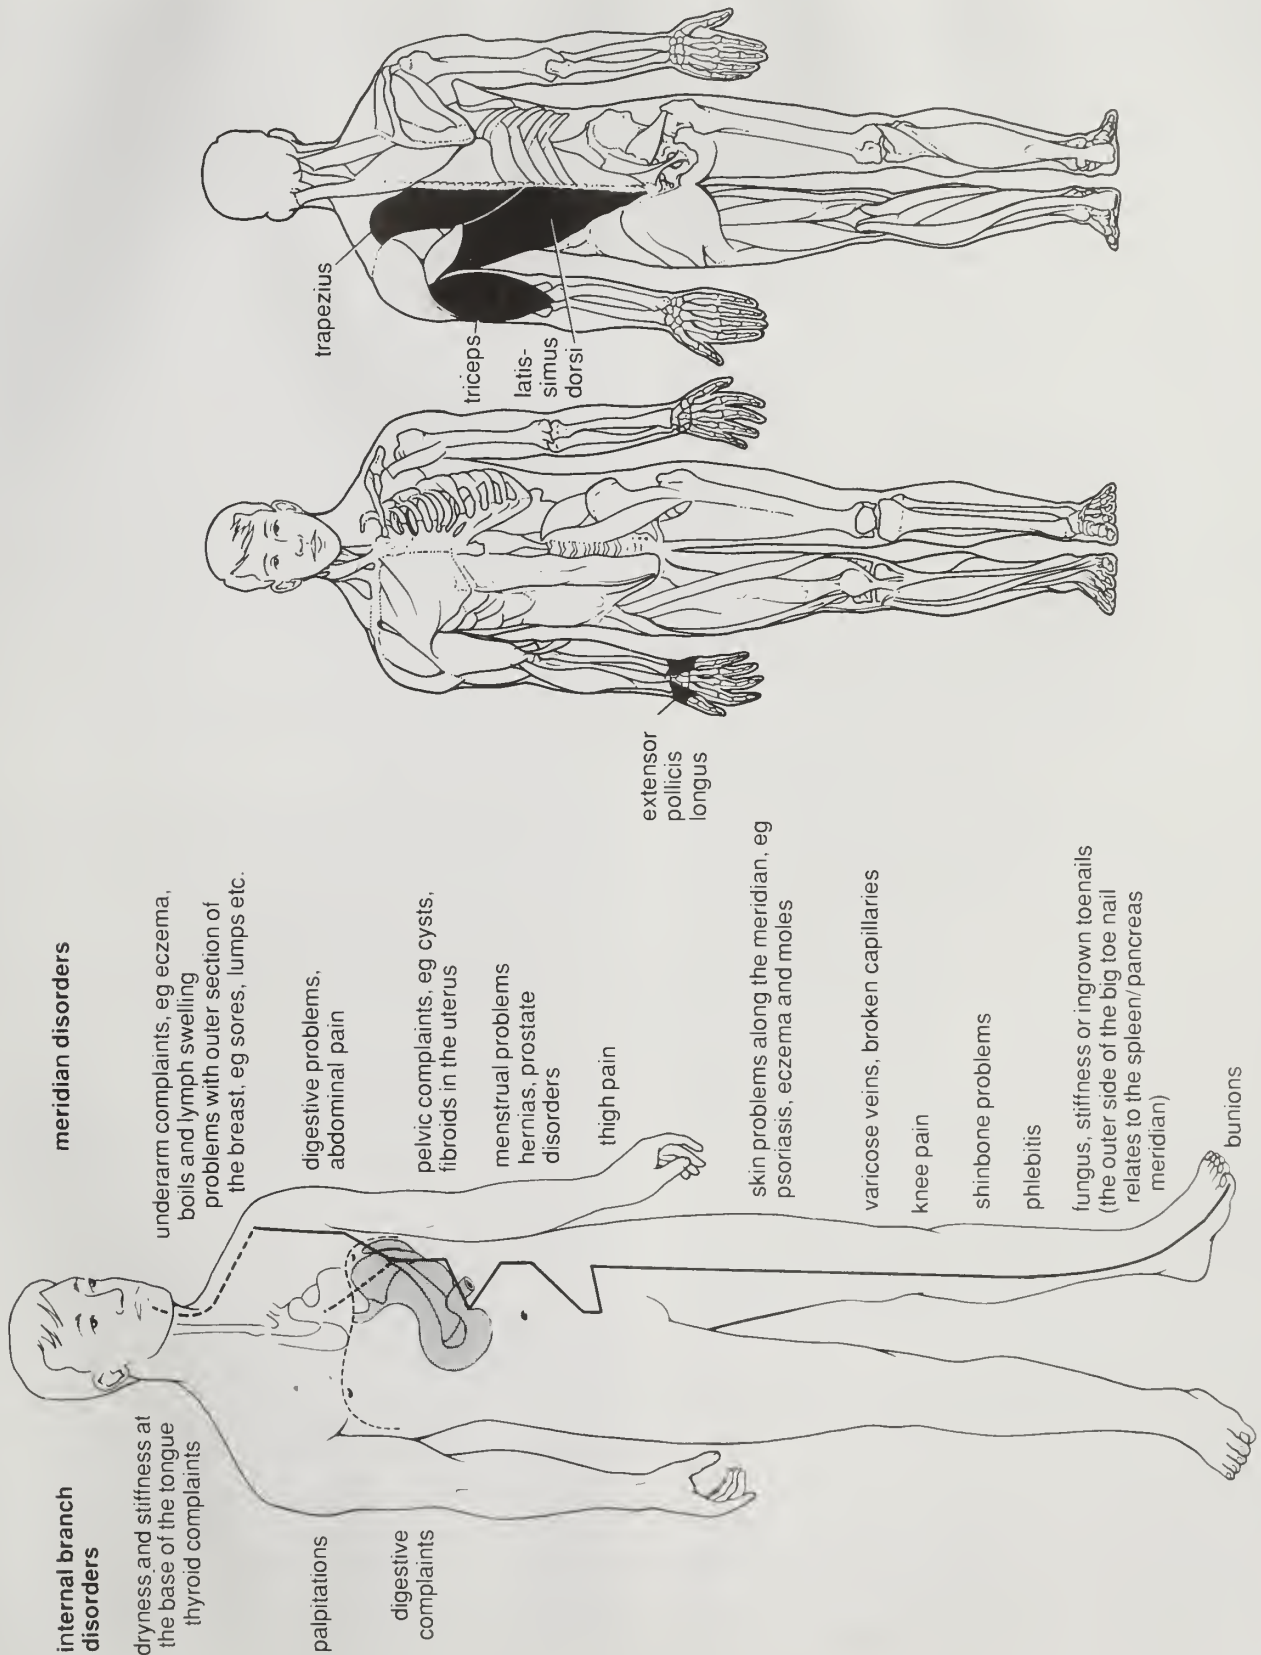 internal branch
disorders
dryness and stiffness at
the base of the tongue
thyroid complaints
palpitations
digestive
complaints
meridian disorders
underarm complaints, eg eczema,
boils and lymph swelling
problems with outer section of
the breast, eg sores, lumps etc.
digestive problems,
abdominal pain
pelvic complaints, eg cysts,
fibroids in the uterus
menstrual problems
hernias, prostate
disorders
thigh pain
skin problems along the meridian, eg
psoriasis, eczema and moles
varicose veins, broken capillaries
knee pain
shinbone problems
phlebitis
fungus, stiffness or ingrown toenails
(the outer side of the big toe nail
relates to the spleen/pancreas
meridian)
bunions
extensor
pollicis
longus
trapezius
triceps
latis-
simus
dorsi